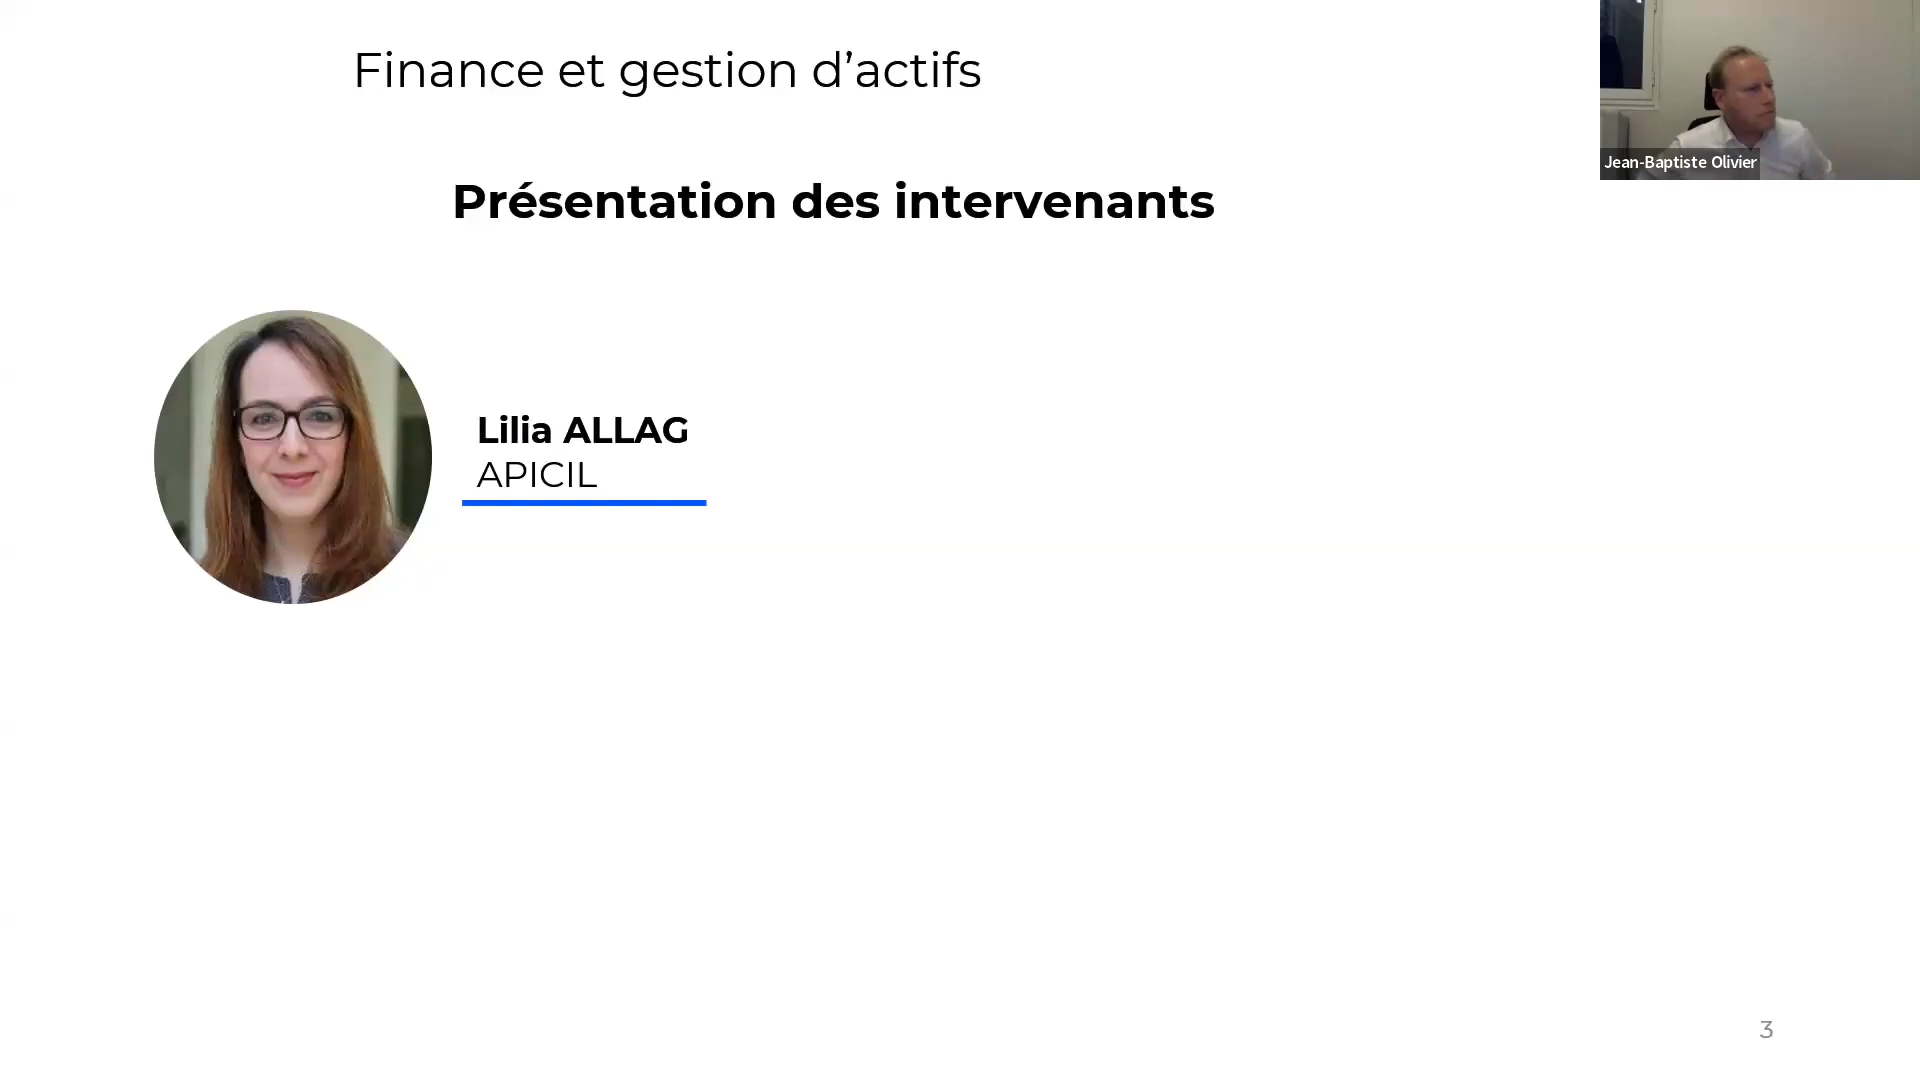 Finance et gestion d’actifs
Jean-Baptiste Olivier
Présentation des intervenants
Lilia ALLAG
APICIL
3